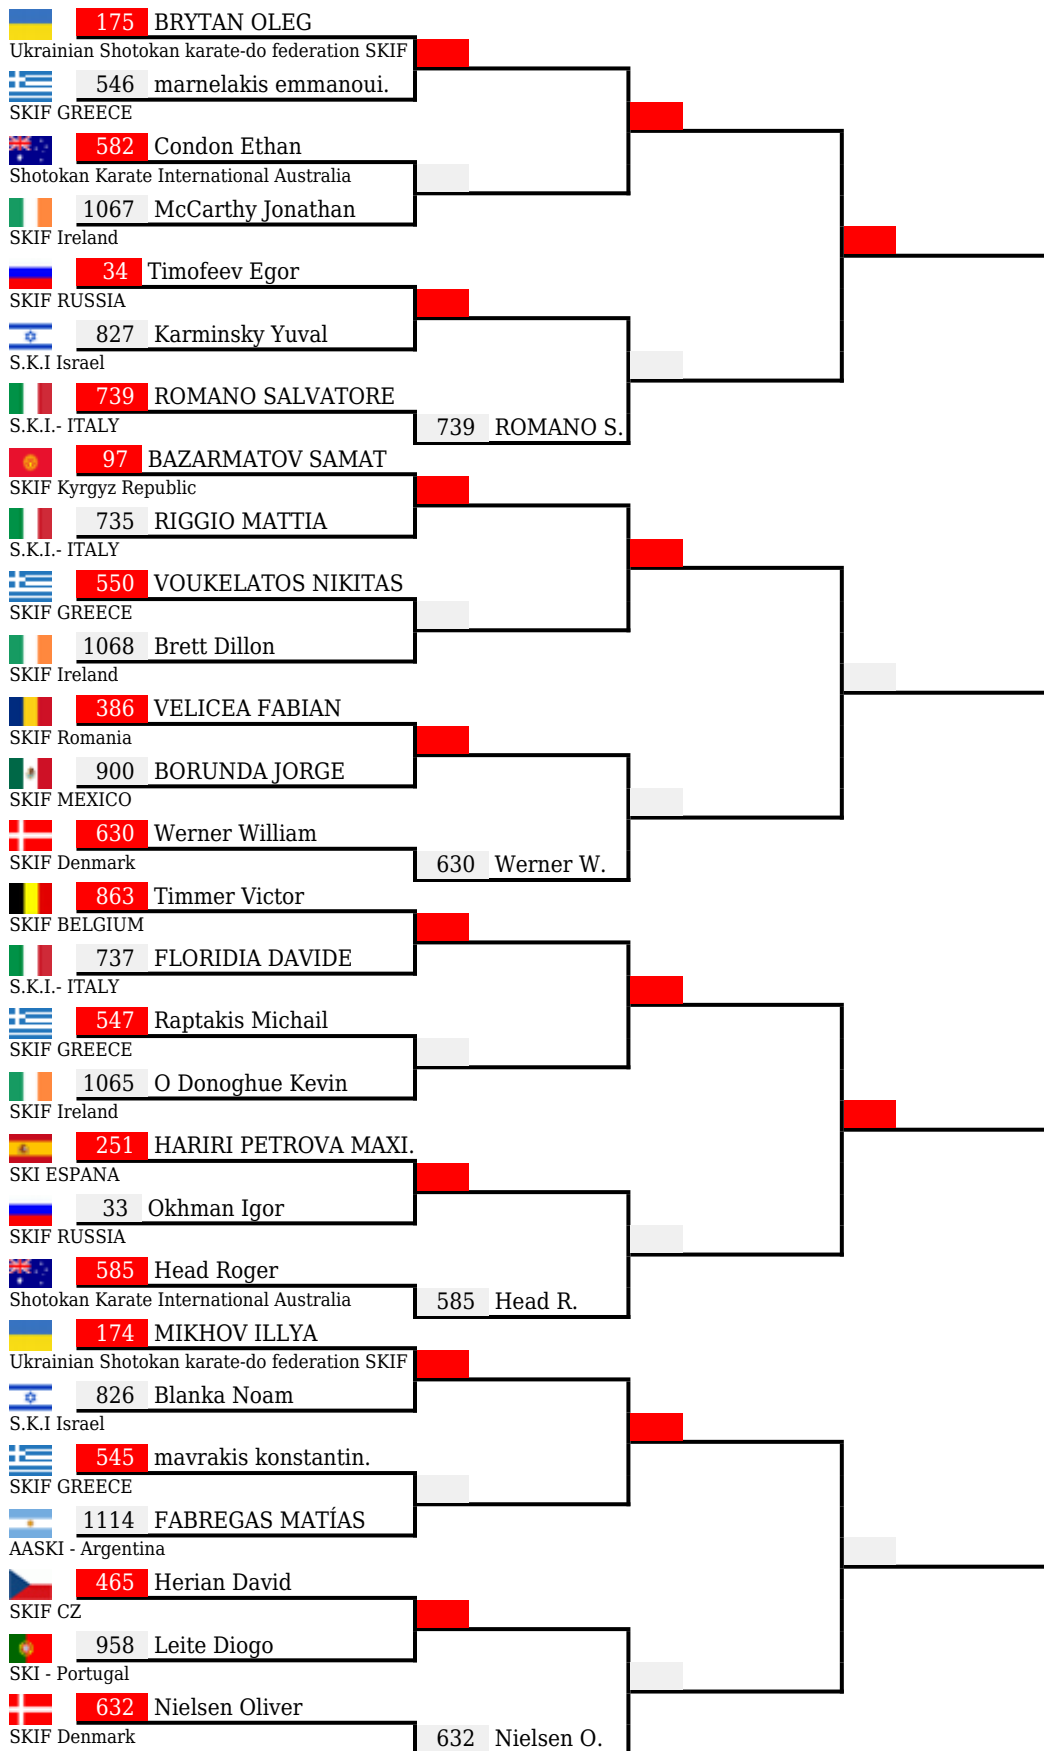 175 BRYTAN OLEG
Ukrainian Shotokan karate-do federation SKIF
546 marnelakis emmanoui.
SKIF GREECE
582 Condon Ethan
Shotokan Karate International Australia
1067 McCarthy Jonathan
SKIF Ireland
34 Timofeev Egor
SKIF RUSSIA
827 Karminsky Yuval
S.K.I Israel
739 ROMANO SALVATORE
S.K.I.- ITALY
739 ROMANO S.
97 BAZARMATOV SAMAT
SKIF Kyrgyz Republic
735 RIGGIO MATTIA
S.K.I.- ITALY
550 VOUKELATOS NIKITAS
SKIF GREECE
1068 Brett Dillon
SKIF Ireland
386 VELICEA FABIAN
SKIF Romania
900 BORUNDA JORGE
SKIF MEXICO
630 Werner William
SKIF Denmark
630 Werner W.
863 Timmer Victor
SKIF BELGIUM
737 FLORIDIA DAVIDE
S.K.I.- ITALY
547 Raptakis Michail
SKIF GREECE
1065 O Donoghue Kevin
SKIF Ireland
251 HARIRI PETROVA MAXI.
SKI ESPANA
33 Okhman Igor
SKIF RUSSIA
585 Head Roger
Shotokan Karate International Australia
585 Head R.
174 MIKHOV ILLYA
Ukrainian Shotokan karate-do federation SKIF
826 Blanka Noam
S.K.I Israel
545 mavrakis konstantin.
SKIF GREECE
1114 FABREGAS MATÍAS
AASKI - Argentina
465 Herian David
SKIF CZ
958 Leite Diogo
SKI - Portugal
632 Nielsen Oliver
SKIF Denmark
632 Nielsen O.